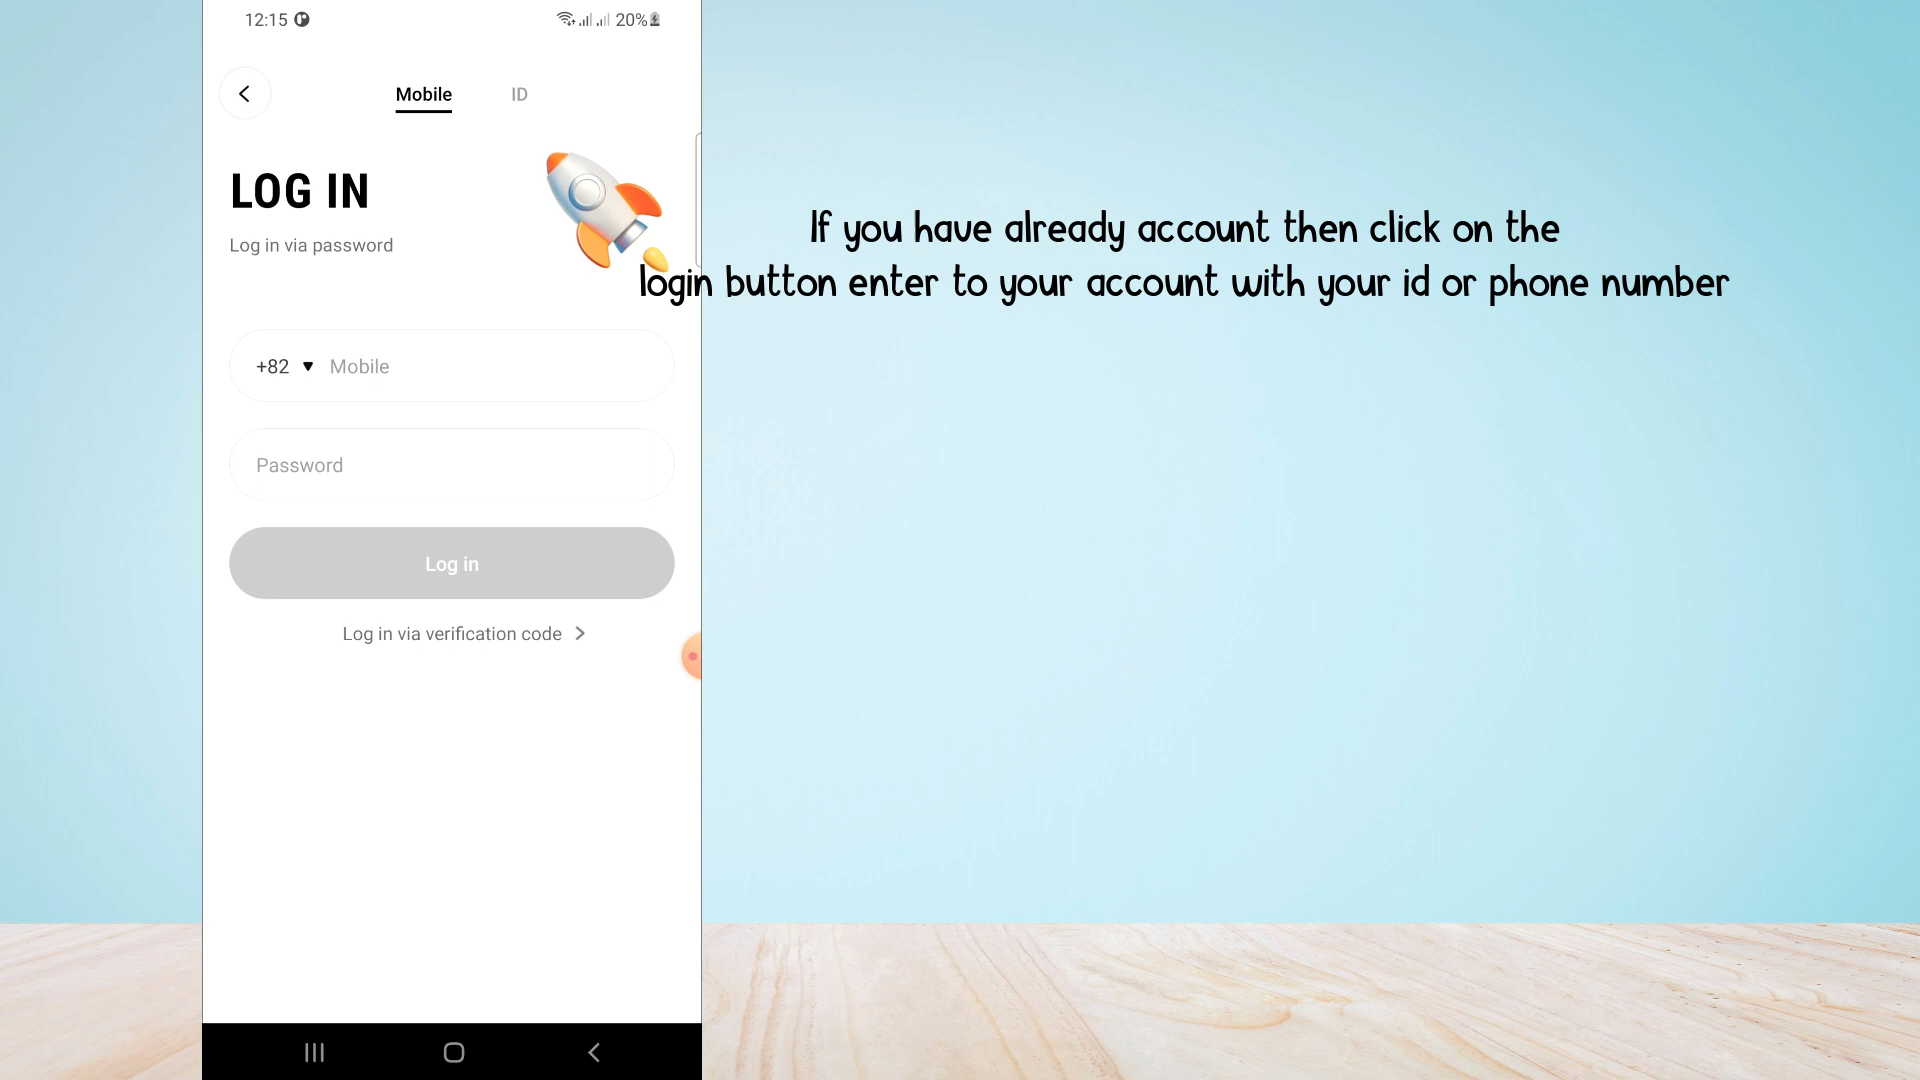 12:15 20%
Mobile ID
LOG IN
Log in via password
If you have already account then click on the
login button enter to your account with your id or phone number
+82 Mobile
Password
Log in
Log in via verification code